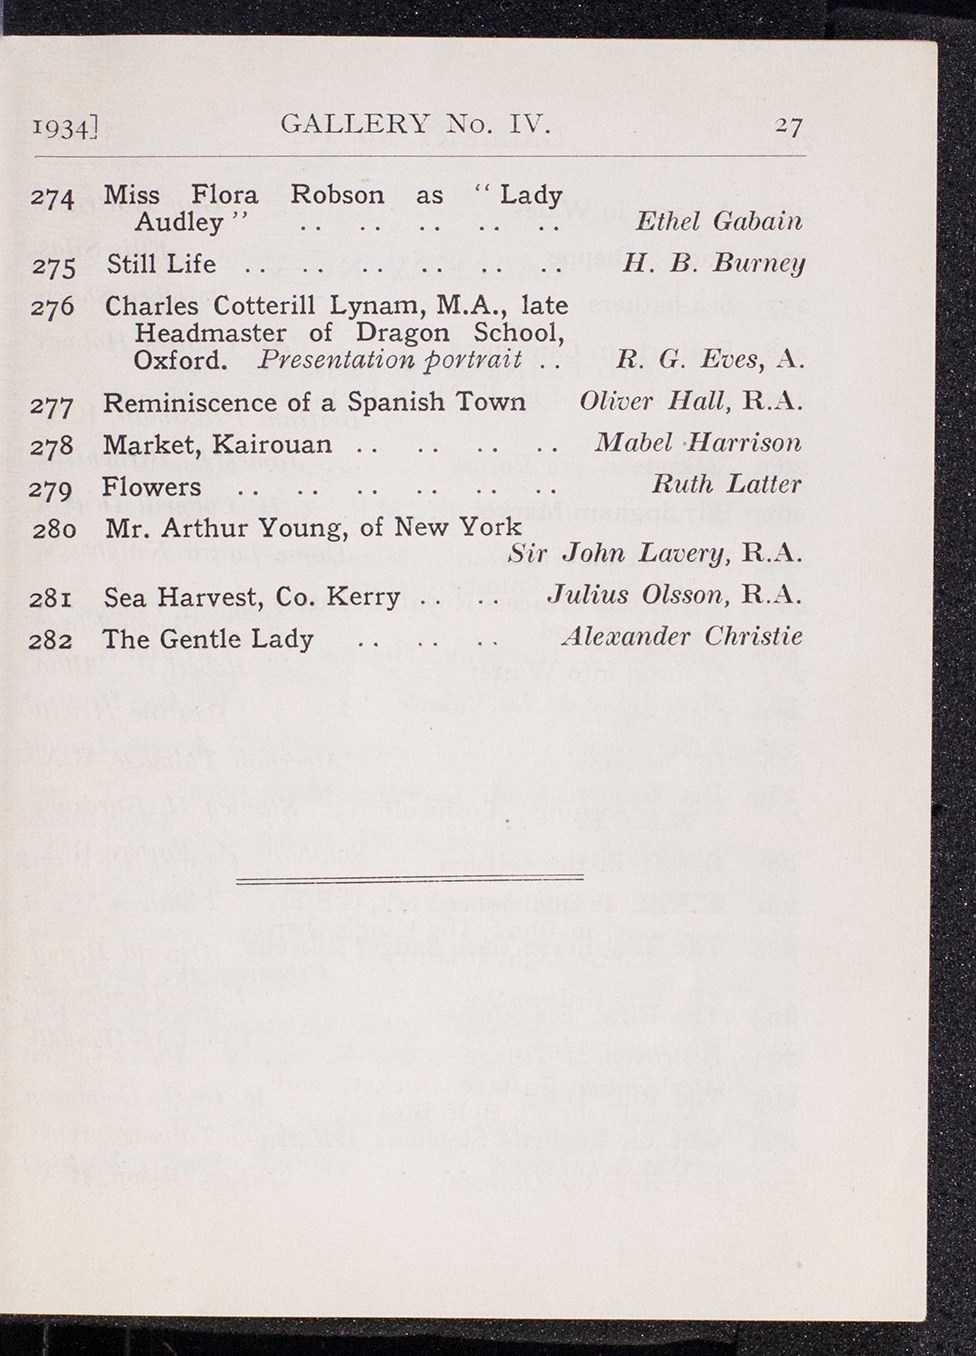 1934] GALLERY No. IV. 27
274 Miss Flora Robson as "Lady
Audley" .. .. .. .. .. Ethel Gabain
275 Still Life .. .. .. .. .. .. H. B. Burney
276 Charles Cotterill Lynam, M.A., late
Headmaster of Dragon School,
Oxford. Presentation portrait .. R. G. Eves, A.
277 Reminiscence of a Spanish Town Oliver Hall, R.A.
278 Market, Kairouan .. .. .. .. Mabel Harrison
279 Flowers .. .. .. .. .. .. Ruth Latter
280 Mr. Arthur Young, of New York
Sir John Lavery, R.A.
281 Sea Harvest, Co. Kerry .. .. Julius Olsson, R.A.
282 The Gentle Lady .. .. .. Alexander Christie